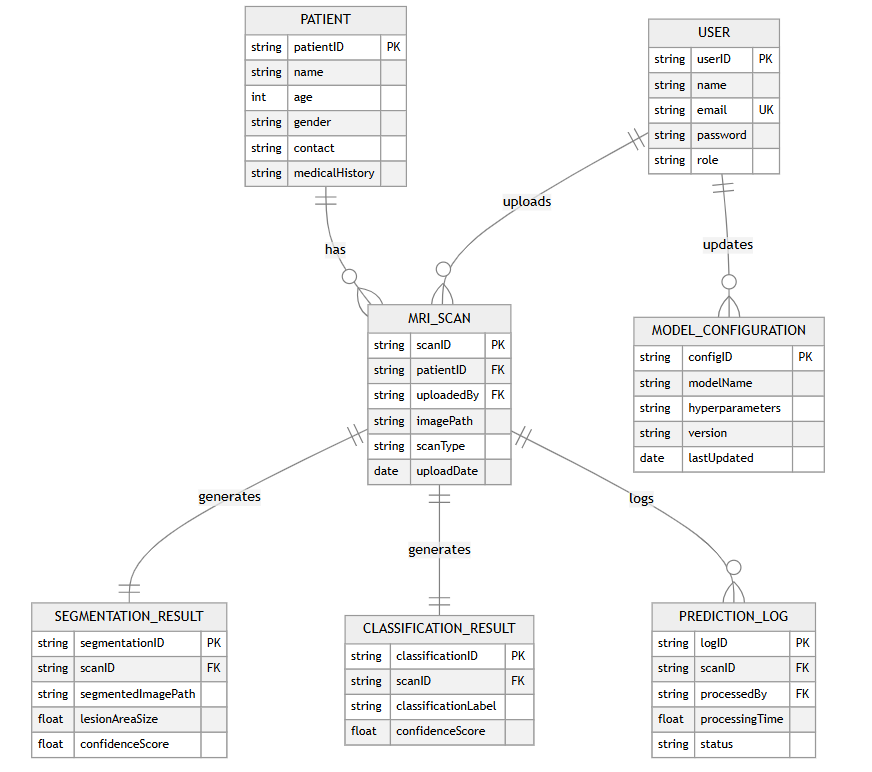 PATIENT
string patientID PK
string name
int age
string gender
string contact
string medicalHistory
USER
string userID PK
string name
string email UK
string password
string role
uploads
has
updates
MRI_SCAN
string scanID PK
string patientID FK
string uploadedBy FK
string imagePath
string scanType
date uploadDate
MODEL_CONFIGURATION
string configID PK
string modelName
string hyperparameters
string version
date lastUpdated
generates
generates
logs
SEGMENTATION_RESULT
string segmentationID PK
string scanID FK
string segmentedImagePath
float lesionAreaSize
float confidenceScore
CLASSIFICATION_RESULT
string classificationID PK
string scanID FK
string classificationLabel
float confidenceScore
PREDICTION_LOG
string logID PK
string scanID FK
string processedBy FK
float processingTime
string status